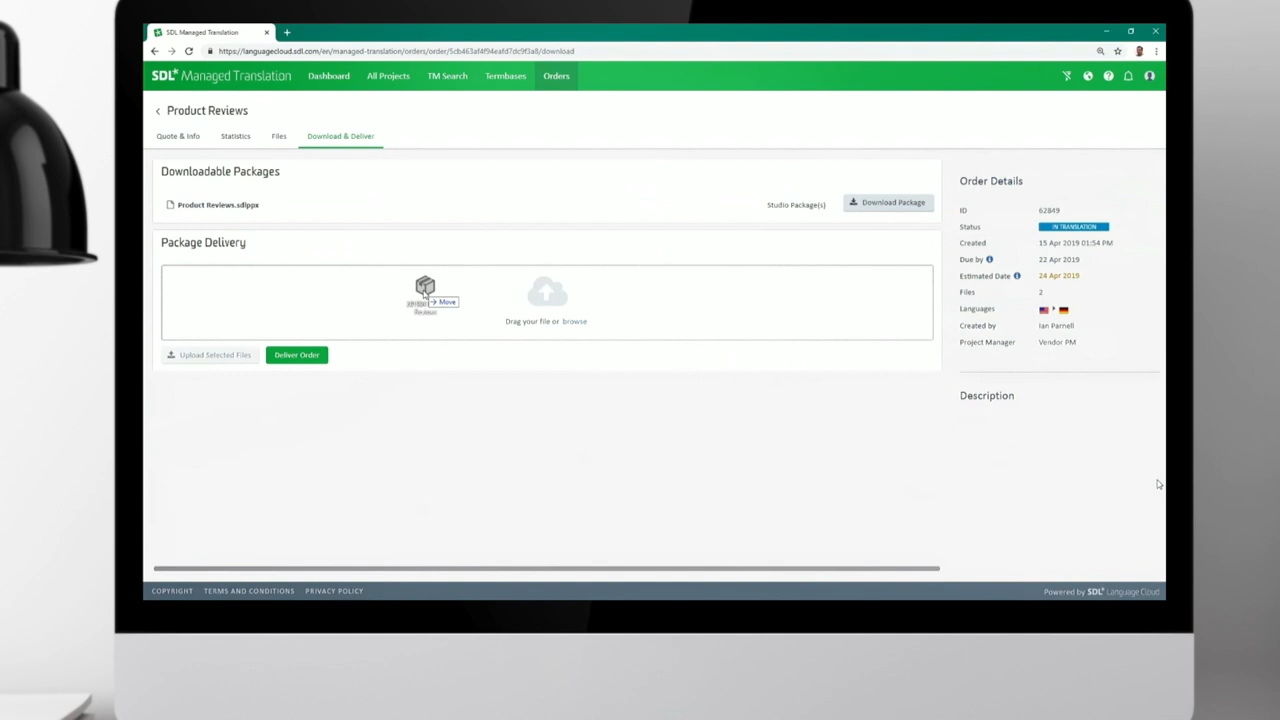 SDL Managed Translation
https://languagecloud.sdl.com/en/managed-translation/orders/order/5cb463af4f94eafd7dc9f3a8/download
SDL* Managed Translation Dashboard All Projects TM Search Termbases Orders
Product Reviews
Quote & Info Statistics Files Download & Deliver
Downloadable Packages
Product Reviews.sdlppx Studio Package(s) Download Package
Package Delivery
Move
Reviews
Drag your file or browse
Upload Selected Files Deliver Order
Order Details
ID 62849
Status IN TRANSLATION
Created 15 Apr 2019 01:54 PM
Due by 22 Apr 2019
Estimated Date 24 Apr 2019
Files 2
Languages
Created by Ian Parnell
Project Manager Vendor PM
Description
COPYRIGHT TERMS AND CONDITIONS PRIVACY POLICY Powered by SDL* Language Cloud